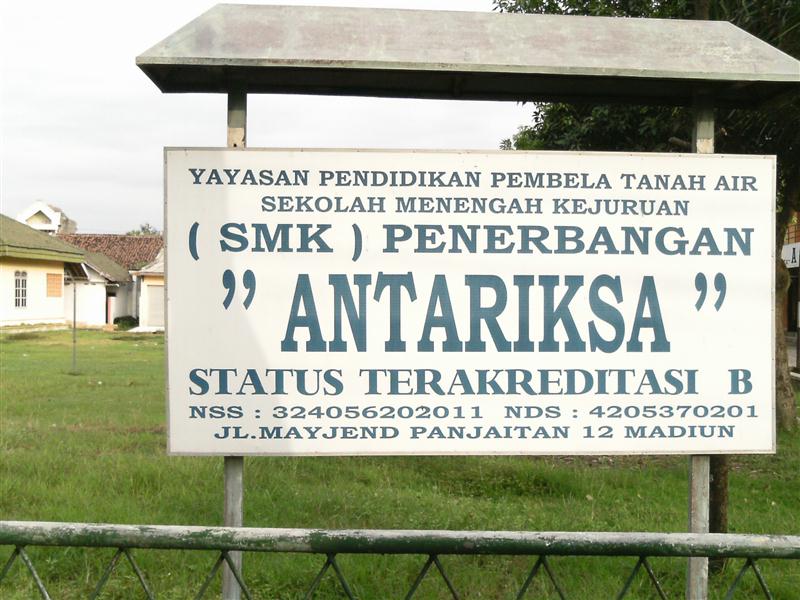 YAYASAN PENDIDIKAN PEMBELA TANAH AIR
SEKOLAH MENENGAH KEJURUAN
( SMK ) PENERBANGAN
” ANTARIKSA ”
STATUS TERAKREDITASI B
NSS : 324056202011 NDS : 4205370201
JL.MAYJEND PANJAITAN 12 MADIUN